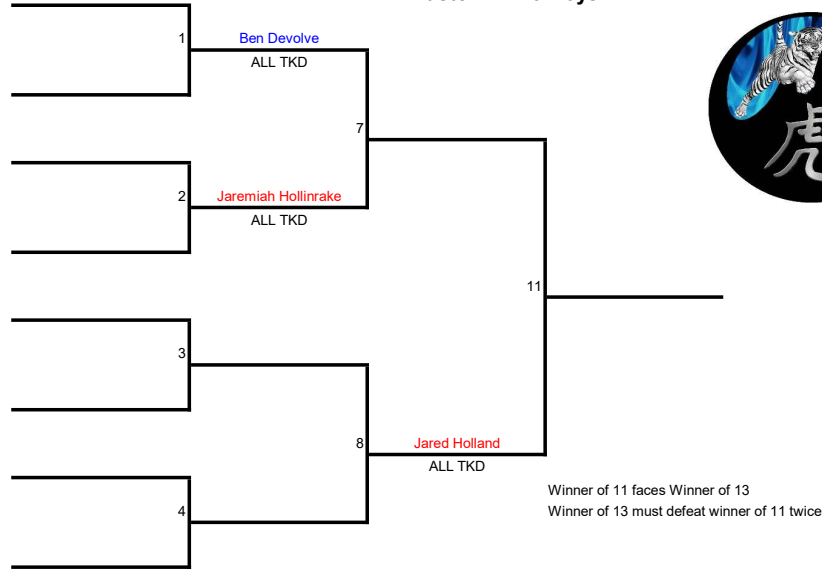 1
Ben Devolve
ALL TKD
7
2
Jaremiah Hollinrake
ALL TKD
11
3
8
Jared Holland
ALL TKD
4
Winner of 11 faces Winner of 13
Winner of 13 must defeat winner of 11 twice
虎